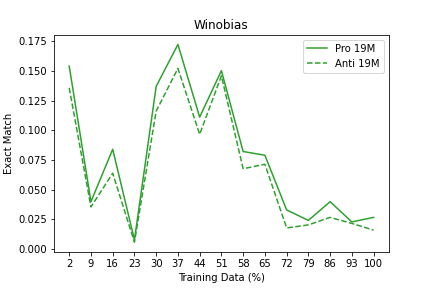 Winobias
Pro 19M
Anti 19M
0.175
0.150
0.125
0.100
0.075
0.050
0.025
0.000
Exact Match
2 9 16 23 30 37 44 51 58 65 72 79 86 93 100
Training Data (%)